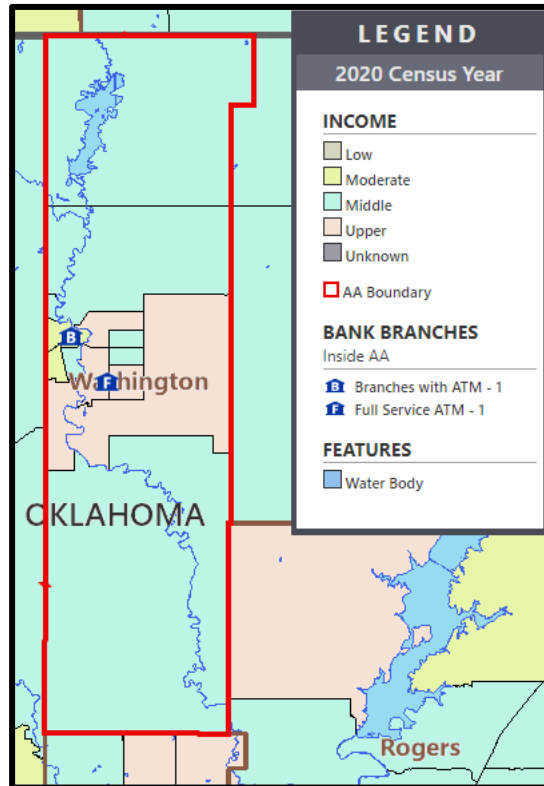 LEGEND
2020 Census Year
INCOME
Low
Moderate
Middle
Upper
Unknown
AA Boundary
BANK BRANCHES
Inside AA
B Branches with ATM - 1
F Full Service ATM - 1
FEATURES
Water Body
B
Washington
F
OKLAHOMA
Rogers